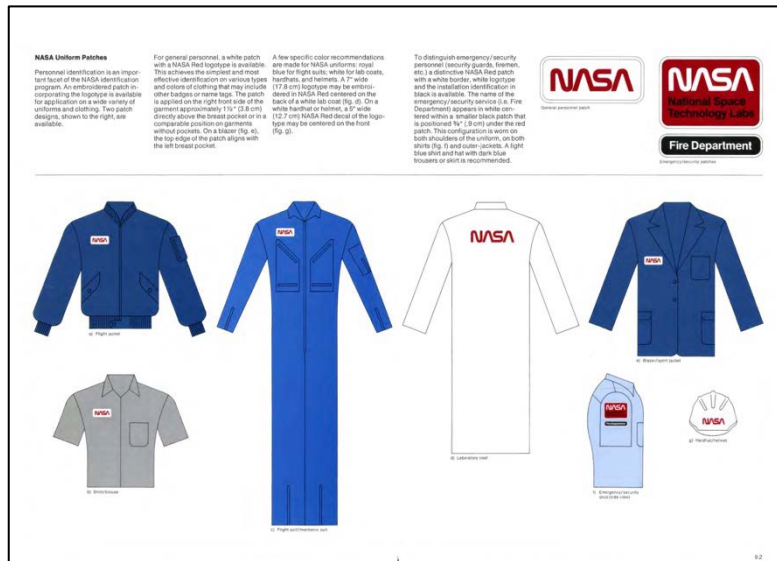 NASA Uniform Patches
Personnel identification is an impor-
tant facet of the NASA identification
program. An embroidered patch in-
corporating the logotype is available
for application on a wide variety of
uniforms and clothing. Two patch
designs, shown to the right, are
available.
For general personnel, a white patch
with a NASA Red logotype is available.
This achieves the simplest and most
effective identification on various types
and colors of clothing that may include
other badges or name tags. The patch
is applied on the right front side of the
garment approximately 1½" (3.8 cm)
directly above the breast pocket or in a
comparable position on garments
without pockets. On a blazer (fig. e),
the top edge of the patch aligns with
the left breast pocket.
A few specific color recommendations
are made for NASA uniforms: royal
blue for flight suits; white for lab coats,
hardhats, and helmets. A 7" wide
(17.8 cm) logotype may be embroi-
dered in NASA Red centered on the
back of a white lab coat (fig. d). On a
white hardhat or helmet, a 5" wide
(12.7 cm) NASA Red decal of the logo-
type may be centered on the front
(fig. g).
To distinguish emergency/security
personnel (security guards, firemen,
etc.) a distinctive NASA Red patch
with a white border, white logotype
and the installation identification in
black is available. The name of the
emergency/security service (i.e. Fire
Department) appears in white cen-
tered within a smaller black patch that
is positioned ⅜" (.9 cm) under the red
patch. This configuration is worn on
both shoulders of the uniform, on both
shirts (fig. f) and outer-jackets. A light
blue shirt and hat with dark blue
trousers or skirt is recommended.
NASA
General personnel patch
NASA
National Space
Technology Labs
Fire Department
Emergency/security patches
NASA
a) Flight jacket
NASA
b) Shirt/blouse
NASA
c) Flight suit/mechanic suit
NASA
d) Laboratory coat
NASA
e) Blazer/sport jacket
NASA
Fire Department
f) Emergency/security
shirt (side view)
NASA
g) Hardhat/helmet